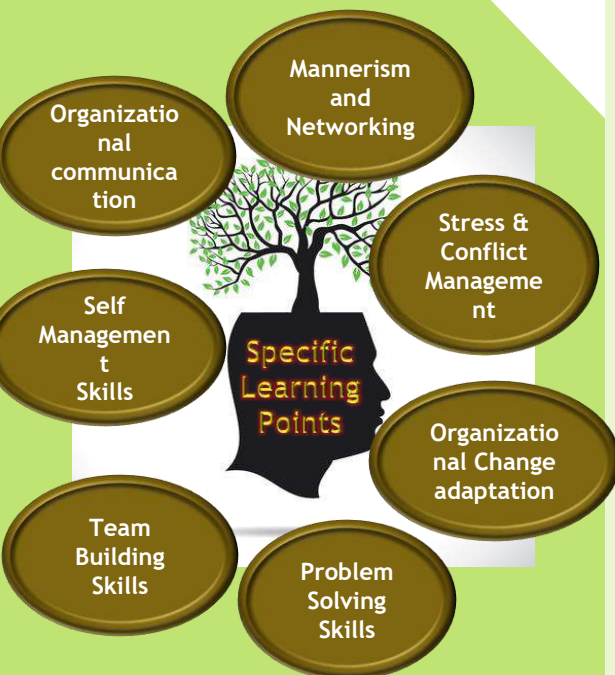 Mannerism
and
Networking
Organizatio
nal
communica
tion
Stress &
Conflict
Manageme
nt
Self
Managemen
t
Skills
Specific
Learning
Points
Organizatio
nal Change
adaptation
Team
Building
Skills
Problem
Solving
Skills